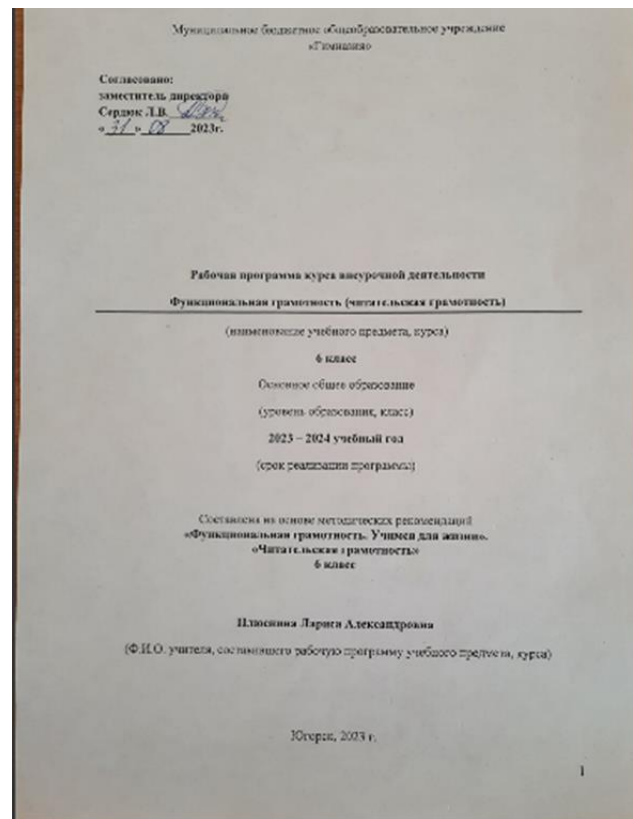 Муниципальное бюджетное общеобразовательное учреждение
«Гимназия»
Согласовано:
заместитель директора
Сердюк Л.В.
« 31 » 08 2023г.
Рабочая программа курса внеурочной деятельности
Функциональная грамотность (читательская грамотность)
(наименование учебного предмета, курса)
6 класс
Основное общее образование
(уровень образования, класс)
2023 – 2024 учебный год
(срок реализации программы)
Составлена на основе методических рекомендаций
«Функциональная грамотность. Учимся для жизни».
«Читательская грамотность»
6 класс
Плюснина Лариса Александровна
(Ф.И.О. учителя, составившего рабочую программу учебного предмета, курса)
Югорск, 2023 г.
1